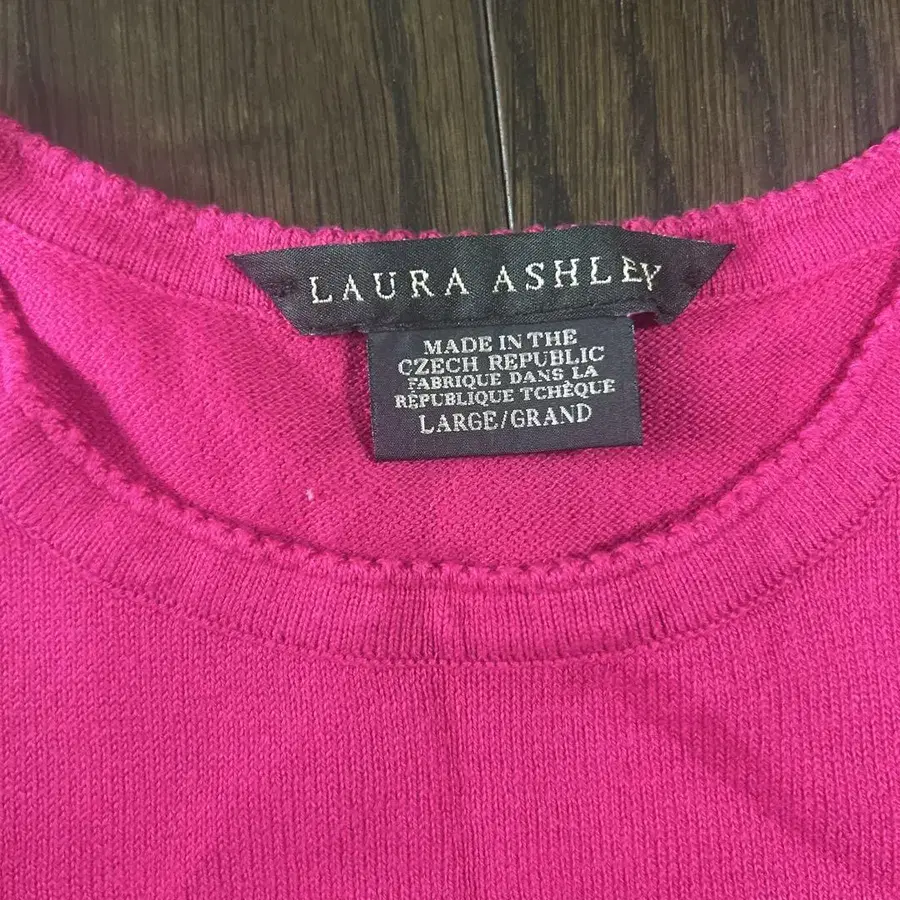 LAURA ASHLEY
MADE IN THE
CZECH REPUBLIC
FABRIQUE DANS LA
RÉPUBLIQUE TCHÈQUE
LARGE/GRAND